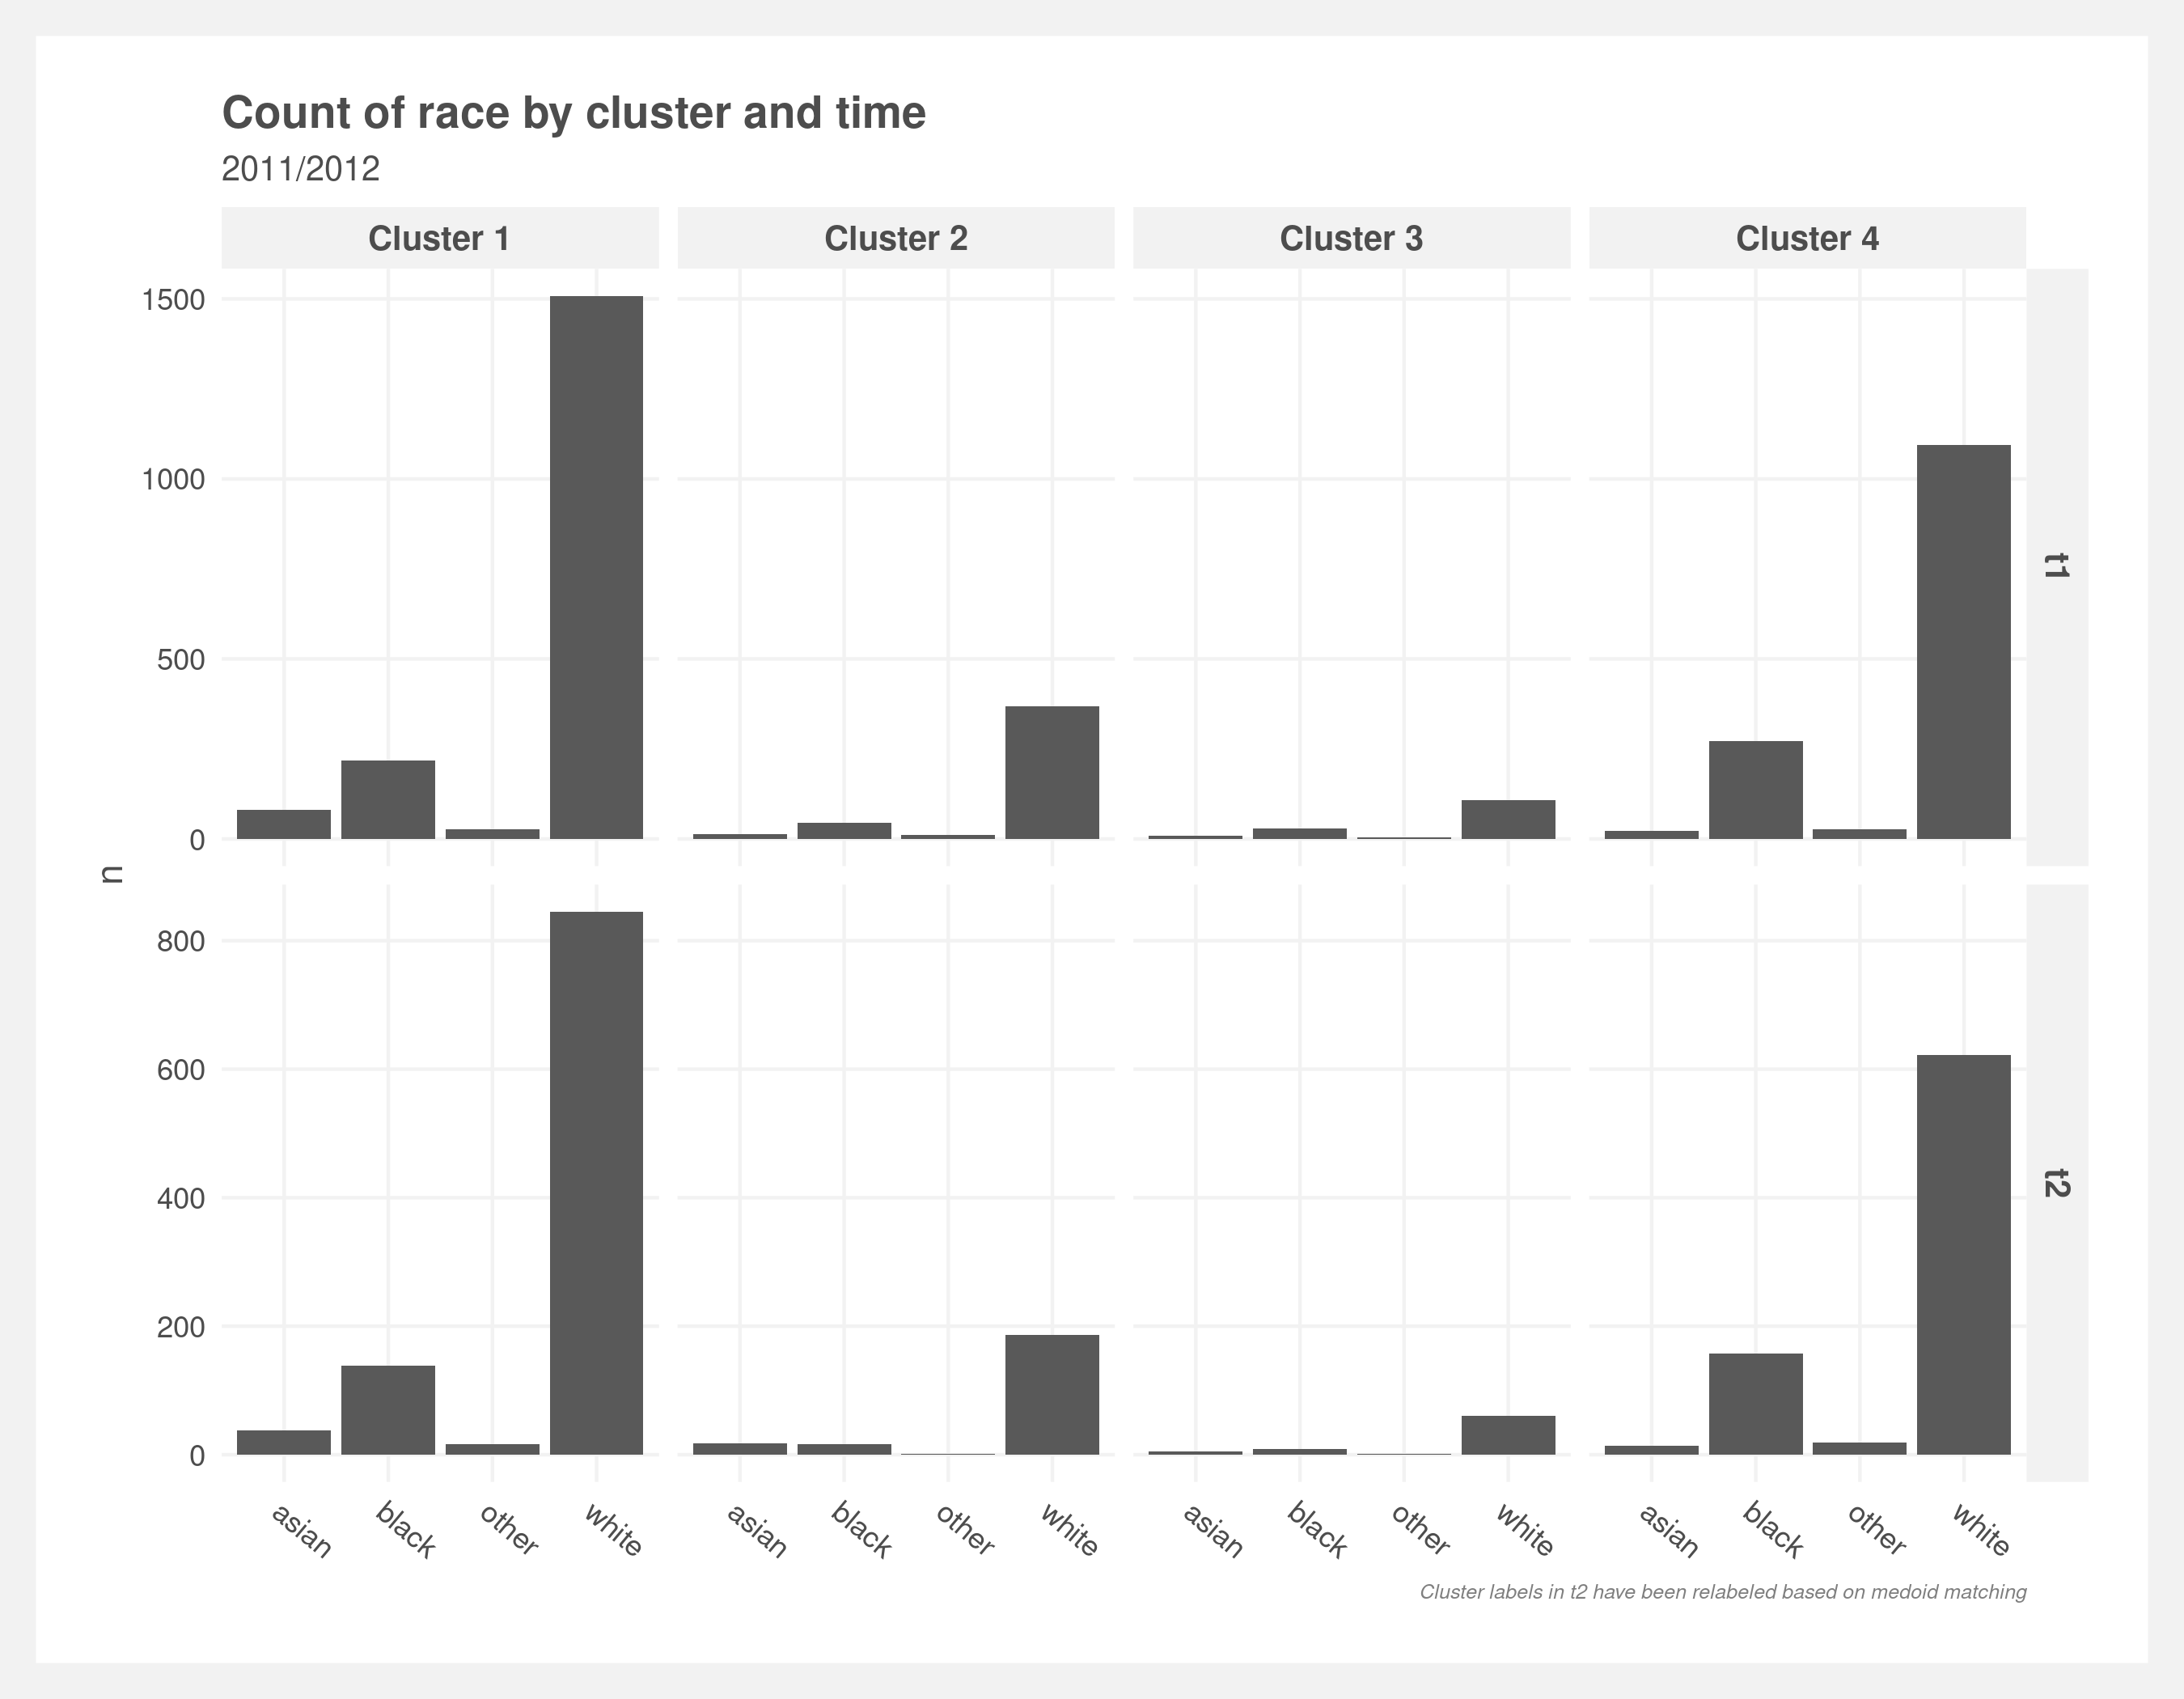 Count of race by cluster and time
2011/2012
Cluster 1 Cluster 2 Cluster 3 Cluster 4
1500
1000
500
0
t1
n
800
600
400
200
0
t2
asian black other white asian black other white asian black other white asian black other white
Cluster labels in t2 have been relabeled based on medoid matching